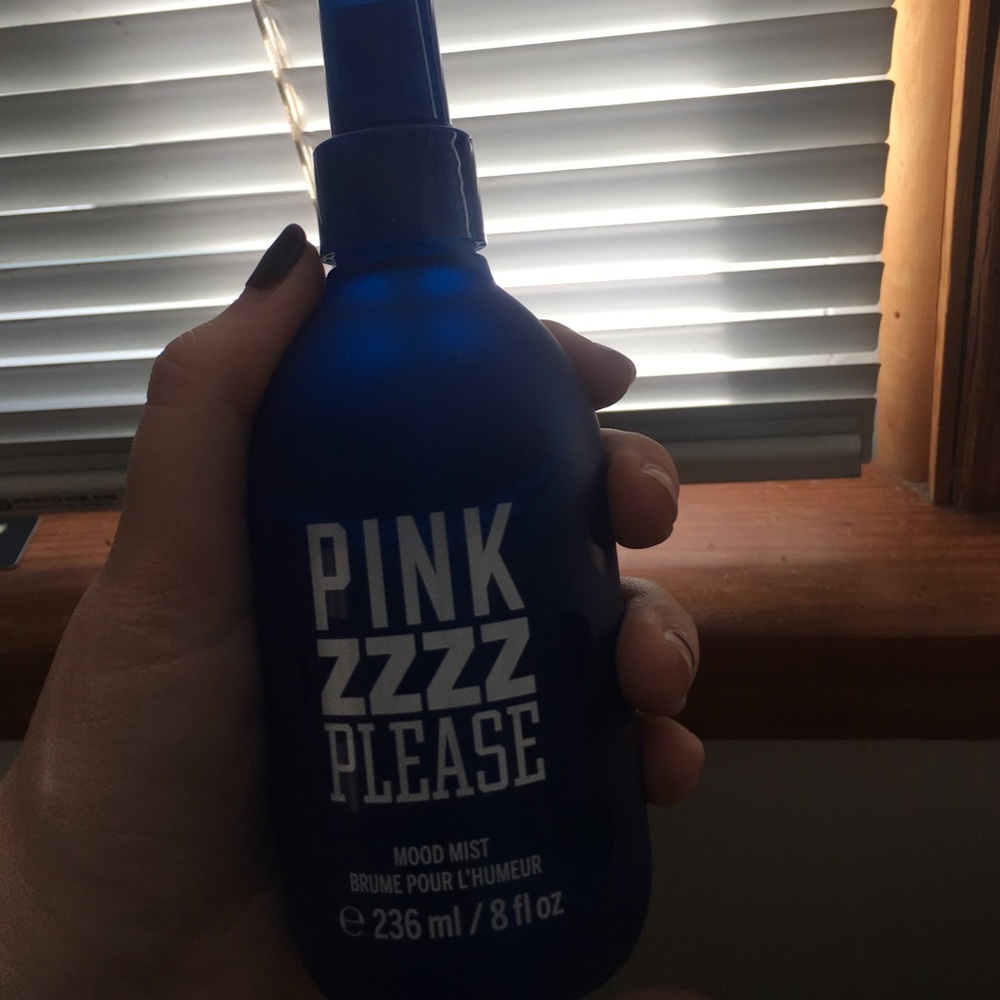 PINK
ZZZZ
PLEASE
MOOD MIST
BRUME POUR L'HUMEUR
℮ 236 ml / 8 fl oz